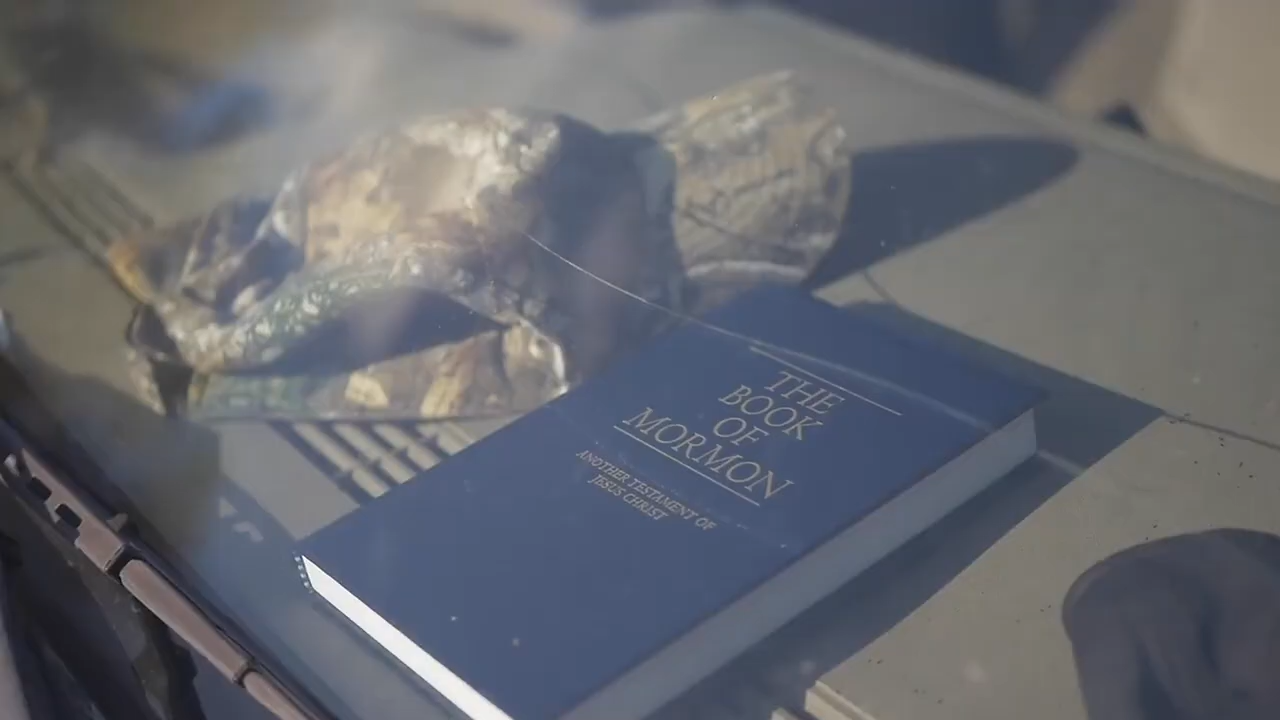 THE
BOOK
OF
MORMON
ANOTHER TESTAMENT OF
JESUS CHRIST